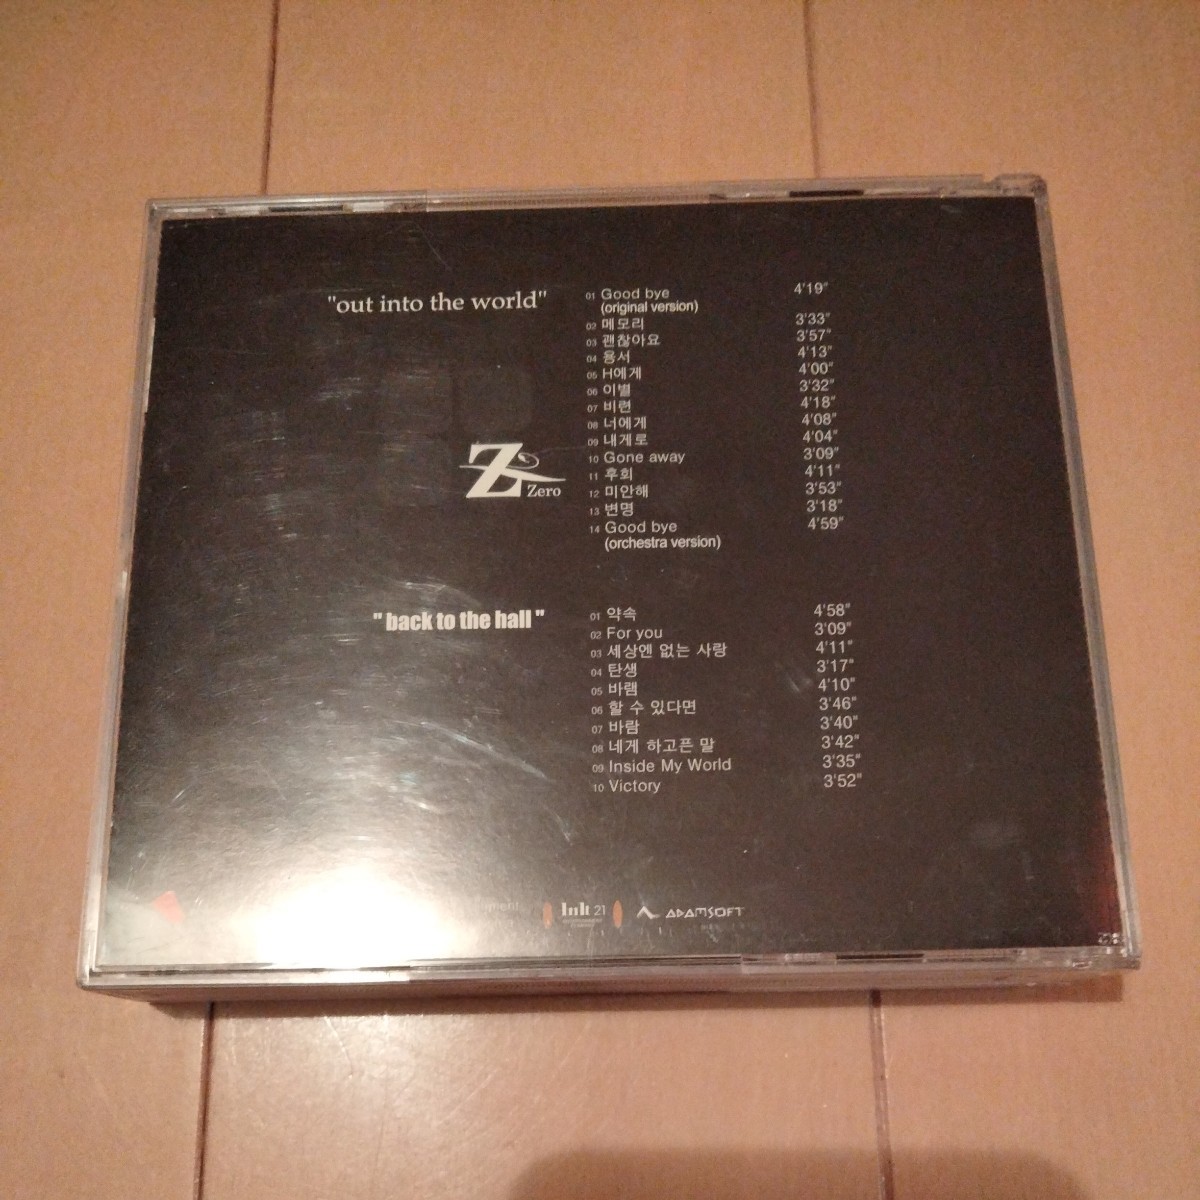 "out into the world"
01 Good bye 4'19"
(original version)
02 메모리 3'33"
03 괜찮아요 3'57"
04 용서 4'13"
05 H에게 4'00"
06 이별 3'32"
07 비련 4'18"
08 너에게 4'08"
09 내게로 4'04"
10 Gone away 3'09"
11 후회 4'11"
12 미안해 3'53"
13 변명 3'18"
14 Good bye 4'59"
(orchestra version)
Z Zero
"back to the hall"
01 약속 4'58"
02 For you 3'09"
03 세상엔 없는 사랑 4'11"
04 탄생 3'17"
05 바램 4'10"
06 할 수 있다면 3'46"
07 바람 3'40"
08 네게 하고픈 말 3'42"
09 Inside My World 3'35"
10 Victory 3'52"
21 ADAMSOFT